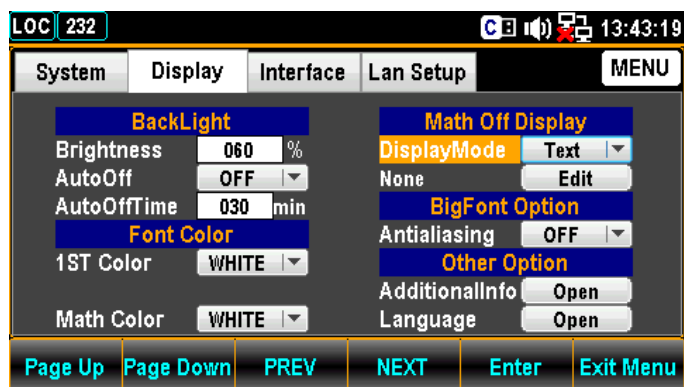 LOC 232 C 13:43:19
System Display Interface Lan Setup MENU
BackLight
Brightness 060 %
AutoOff OFF
AutoOffTime 030 min
Font Color
1ST Color WHITE
Math Color WHITE
Math Off Display
DisplayMode Text
None Edit
BigFont Option
Antialiasing OFF
Other Option
AdditionalInfo Open
Language Open
Page Up Page Down PREV NEXT Enter Exit Menu